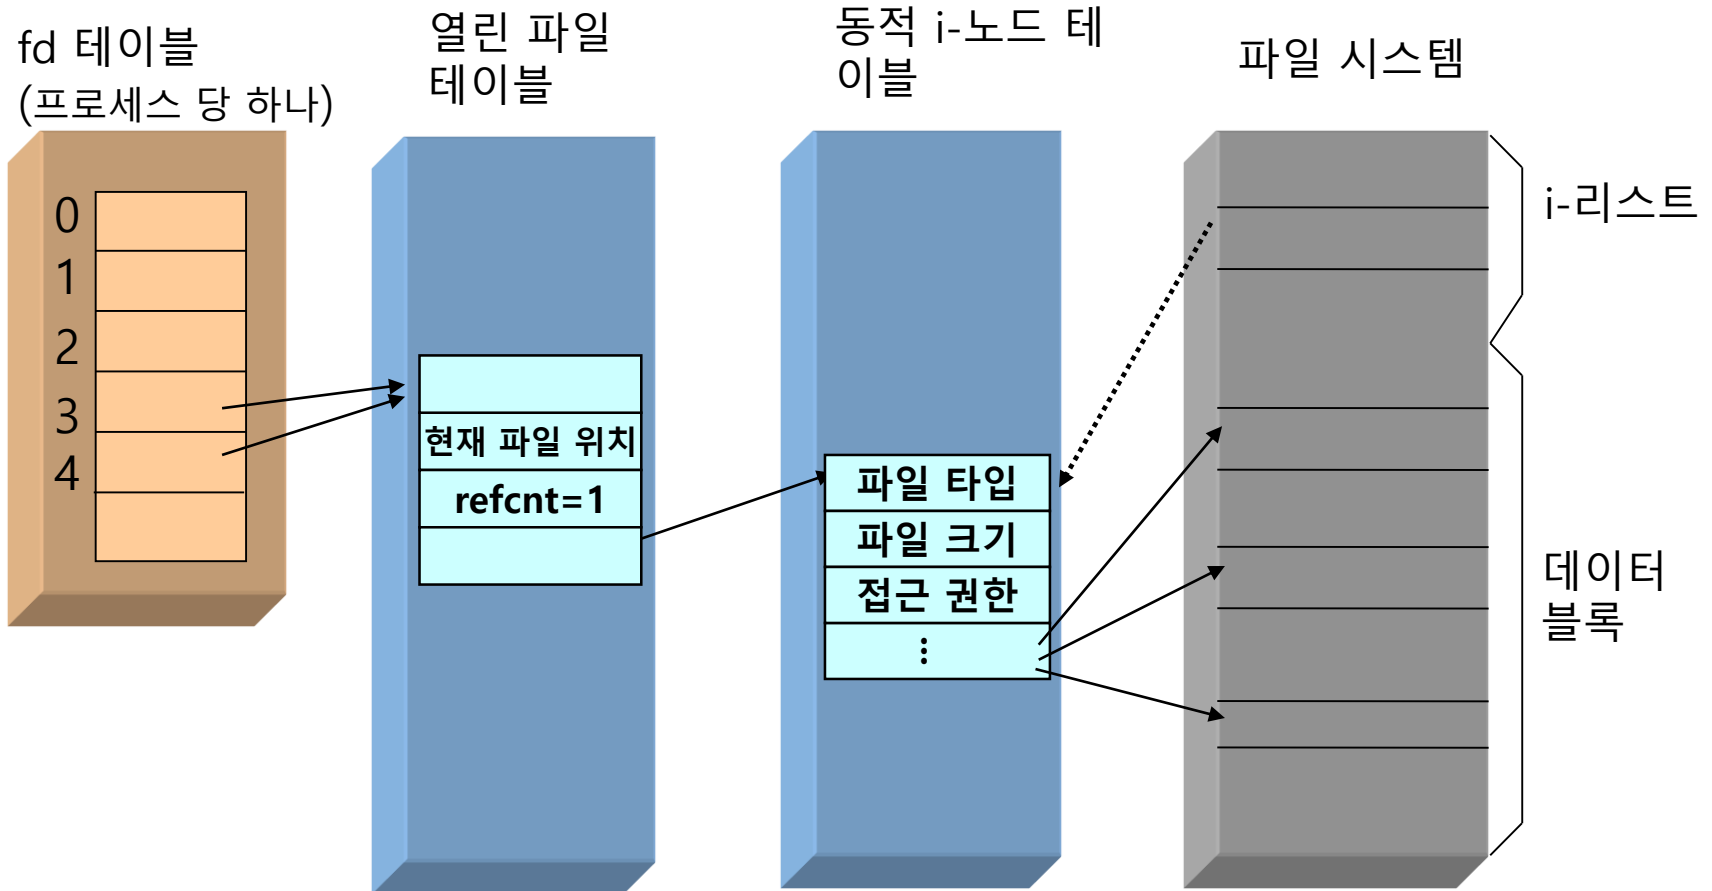 fd 테이블
(프로세스 당 하나)
열린 파일
테이블
동적 i-노드 테
이블
파일 시스템
0
1
2
3
4
현재 파일 위치
refcnt=1
파일 타입
파일 크기
접근 권한
⋮
i-리스트
데이터
블록